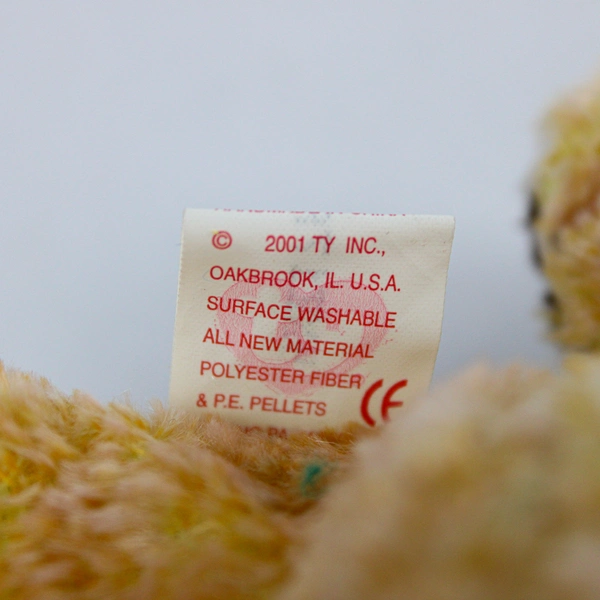 © 2001 TY INC.,
OAKBROOK, IL. U.S.A.
SURFACE WASHABLE
ALL NEW MATERIAL
POLYESTER FIBER
& P.E. PELLETS
CE